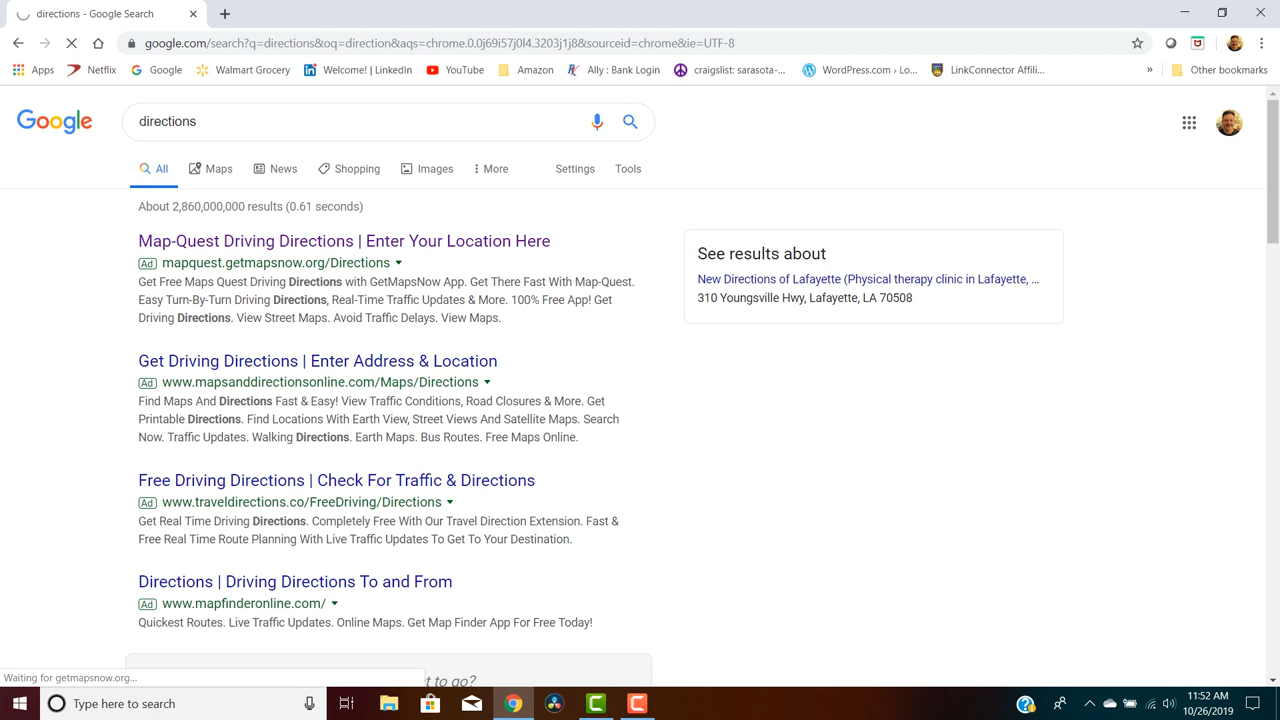 directions - Google Search
google.com/search?q=directions&oq=direction&aqs=chrome.0.0j69i57j0l4.3203j1j8&sourceid=chrome&ie=UTF-8
Apps Netflix Google Walmart Grocery Welcome! | LinkedIn YouTube Amazon Ally : Bank Login craigslist: sarasota-... WordPress.com › Lo... LinkConnector Affili... » Other bookmarks
Google directions
All Maps News Shopping Images More Settings Tools
About 2,860,000,000 results (0.61 seconds)
Map-Quest Driving Directions | Enter Your Location Here
Ad mapquest.getmapsnow.org/Directions
Get Free Maps Quest Driving Directions with GetMapsNow App. Get There Fast With Map-Quest.
Easy Turn-By-Turn Driving Directions, Real-Time Traffic Updates & More. 100% Free App! Get
Driving Directions. View Street Maps. Avoid Traffic Delays. View Maps.
See results about
New Directions of Lafayette (Physical therapy clinic in Lafayette, ...
310 Youngsville Hwy, Lafayette, LA 70508
Get Driving Directions | Enter Address & Location
Ad www.mapsanddirectionsonline.com/Maps/Directions
Find Maps And Directions Fast & Easy! View Traffic Conditions, Road Closures & More. Get
Printable Directions. Find Locations With Earth View, Street Views And Satellite Maps. Search
Now. Traffic Updates. Walking Directions. Earth Maps. Bus Routes. Free Maps Online.
Free Driving Directions | Check For Traffic & Directions
Ad www.traveldirections.co/FreeDriving/Directions
Get Real Time Driving Directions. Completely Free With Our Travel Direction Extension. Fast &
Free Real Time Route Planning With Live Traffic Updates To Get To Your Destination.
Directions | Driving Directions To and From
Ad www.mapfinderonline.com/
Quickest Routes. Live Traffic Updates. Online Maps. Get Map Finder App For Free Today!
t to go?
Waiting for getmapsnow.org...
Type here to search
11:52 AM
10/26/2019